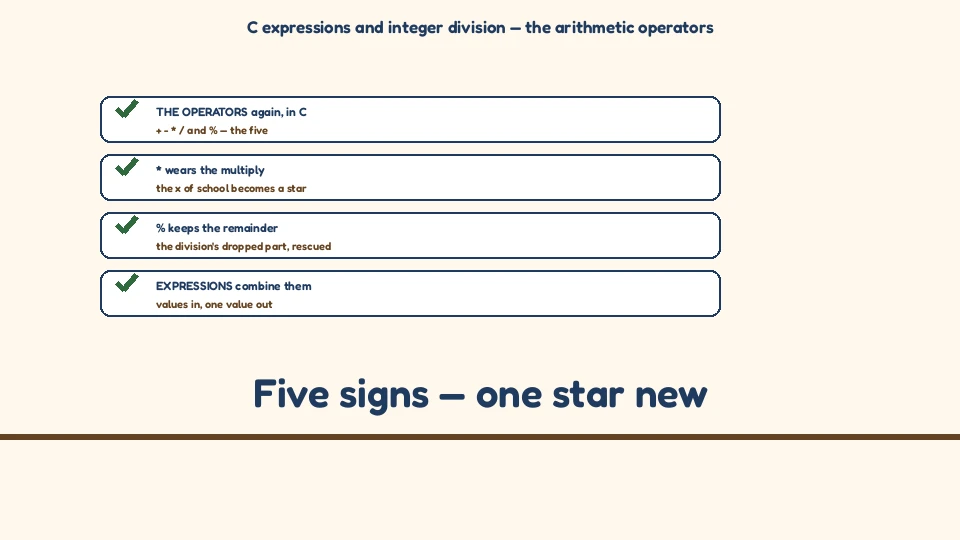 C expressions and integer division — the arithmetic operators
THE OPERATORS again, in C
+ - * / and % — the five
* wears the multiply
the x of school becomes a star
% keeps the remainder
the division's dropped part, rescued
EXPRESSIONS combine them
values in, one value out
Five signs — one star new